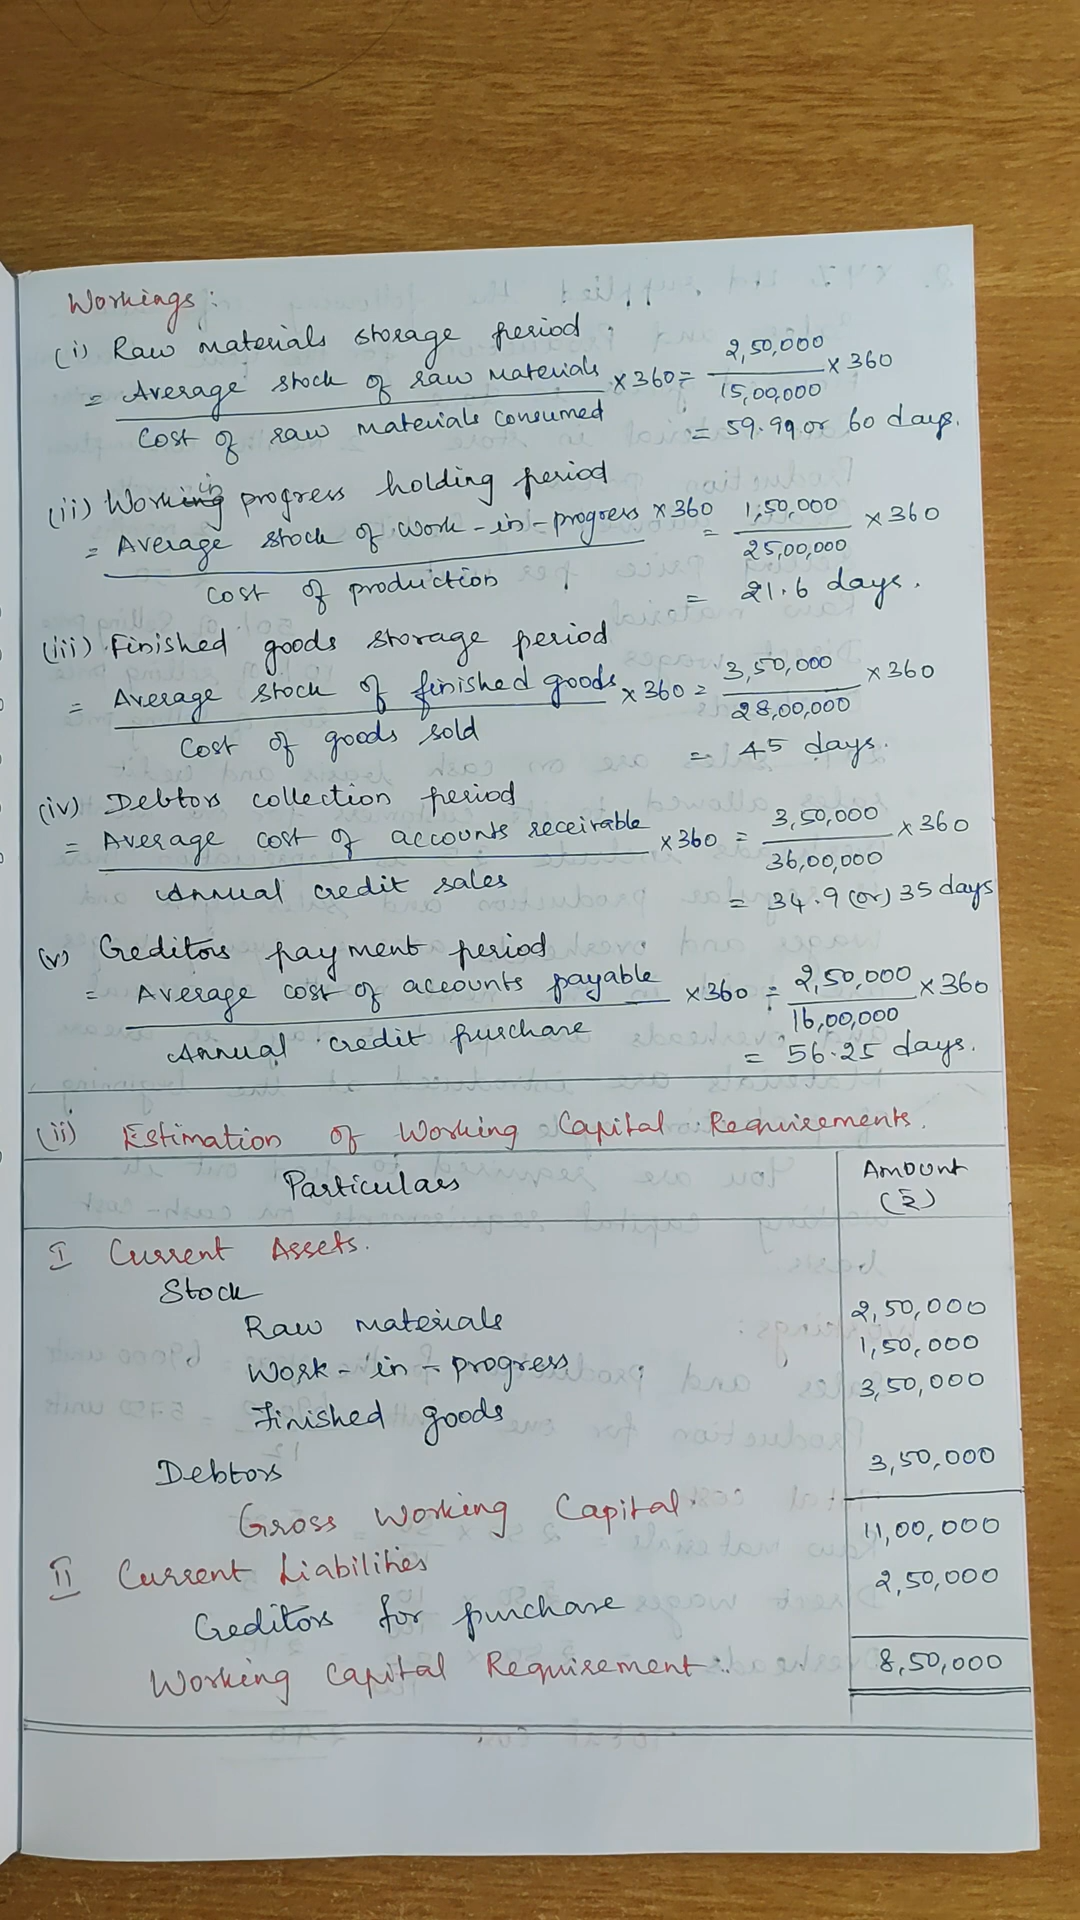 Workings:
(i) Raw materials storage period
= Average stock of raw materials / Cost of raw materials consumed × 360 = 2,50,000 / 15,00,000 × 360
= 59.99 or 60 days.
(ii) Work in progress holding period
= Average stock of work-in-progress / Cost of production × 360 = 1,50,000 / 25,00,000 × 360
= 21.6 days.
(iii) Finished goods storage period
= Average stock of finished goods / Cost of goods sold × 360 = 3,50,000 / 28,00,000 × 360
= 45 days.
(iv) Debtors collection period
= Average cost of accounts receivable / Annual credit sales × 360 = 3,50,000 / 36,00,000 × 360
= 34.9 (or) 35 days
(v) Creditors payment period
= Average cost of accounts payable / Annual credit purchase × 360 = 2,50,000 / 16,00,000 × 360
= 56.25 days.
(ii) Estimation of Working Capital Requirements.
Particulars Amount (₹)
I Current Assets.
Stock
Raw materials 2,50,000
Work-in-progress 1,50,000
Finished goods 3,50,000
Debtors 3,50,000
Gross Working Capital. 11,00,000
II Current Liabilities
Creditors for purchase 2,50,000
Working Capital Requirement: 8,50,000